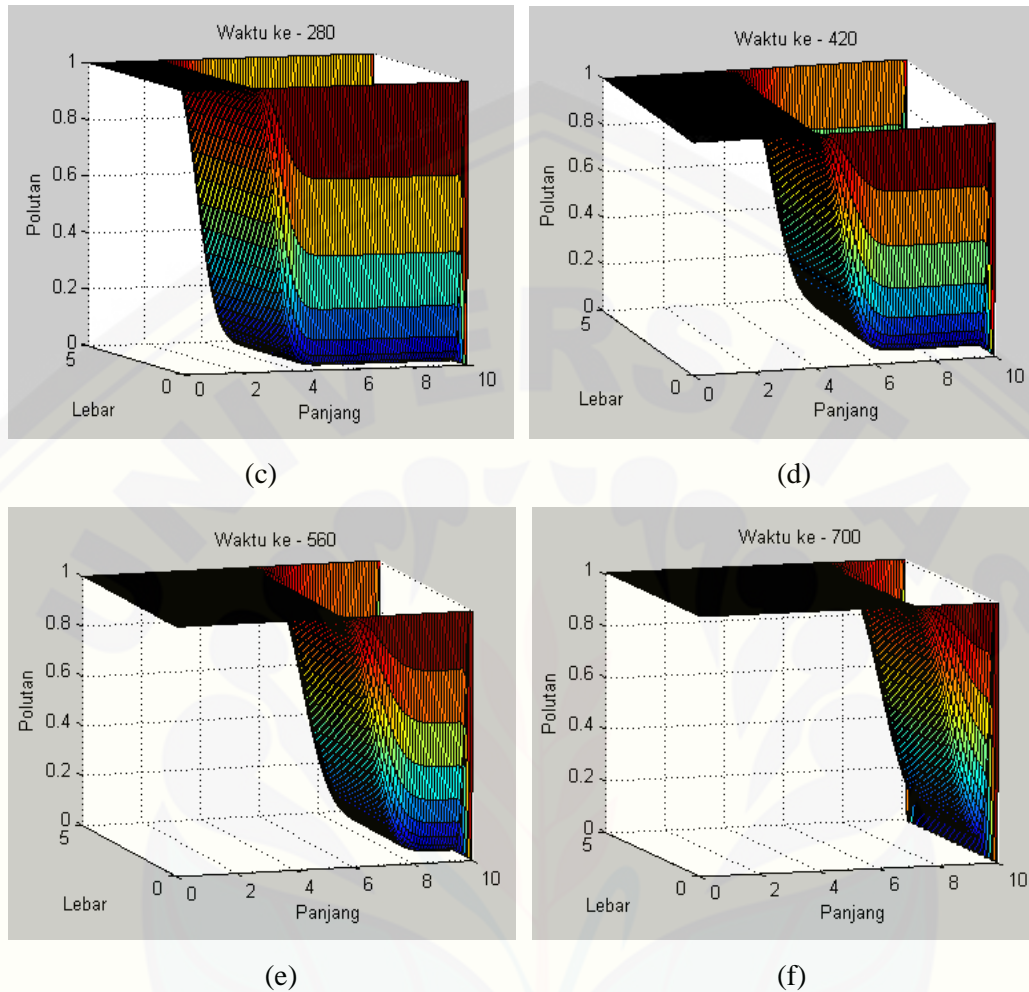 Waktu ke - 280
Polutan
1
0.8
0.6
0.4
0.2
0
5
0
Lebar
0 2 4 6 8 10
Panjang
(c)
Waktu ke - 420
Polutan
1
0.8
0.6
0.4
0.2
0
5
0
Lebar
0 2 4 6 8 10
Panjang
(d)
Waktu ke - 560
Polutan
1
0.8
0.6
0.4
0.2
0
5
0
Lebar
0 2 4 6 8 10
Panjang
(e)
Waktu ke - 700
Polutan
1
0.8
0.6
0.4
0.2
0
5
0
Lebar
0 2 4 6 8 10
Panjang
(f)
UNIVERSITAS